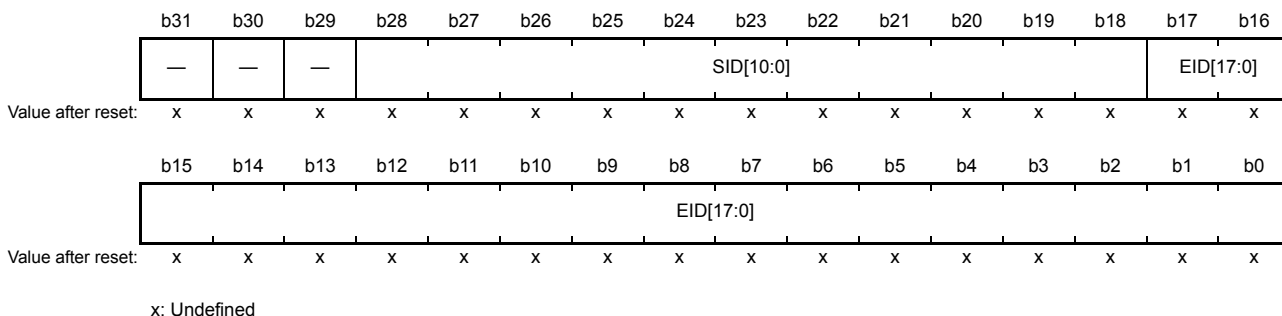 b31 b30 b29 b28 b27 b26 b25 b24 b23 b22 b21 b20 b19 b18 b17 b16
— — — SID[10:0] EID[17:0]
Value after reset: x x x x x x x x x x x x x x x x
b15 b14 b13 b12 b11 b10 b9 b8 b7 b6 b5 b4 b3 b2 b1 b0
EID[17:0]
Value after reset: x x x x x x x x x x x x x x x x
x: Undefined